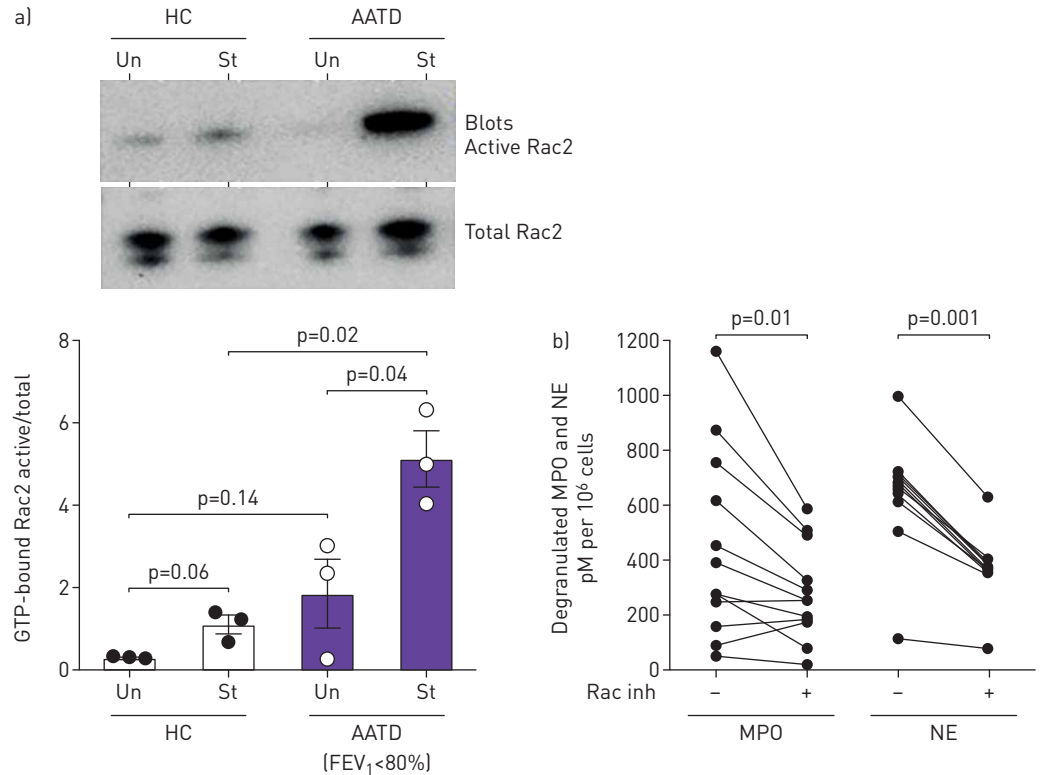 a)
HC AATD
Un St Un St
Blots
Active Rac2
Total Rac2
GTP-bound Rac2 active/total
8
6
4
2
0
p=0.02
p=0.04
p=0.14
p=0.06
Un St Un St
HC AATD
(FEV₁<80%)
b)
Degranulated MPO and NE
pM per 10⁶ cells
1200
1000
800
600
400
200
0
p=0.01 p=0.001
Rac inh – + – +
MPO NE